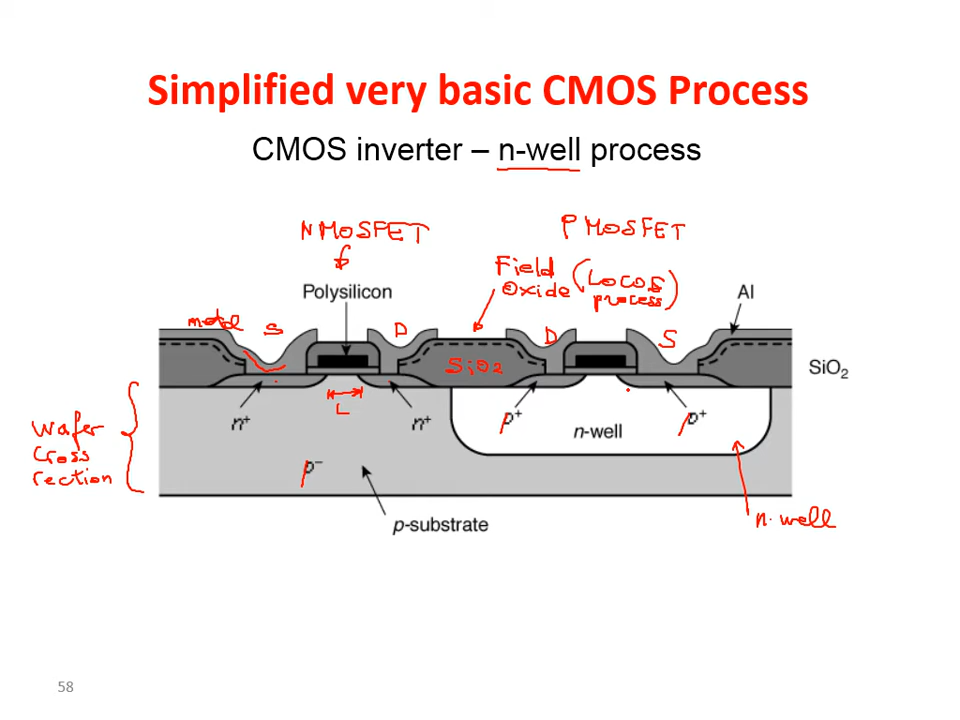 Simplified very basic CMOS Process
CMOS inverter – n-well process
NMOSFET
PMOSFET
Field
Oxide
(LOCOS
process)
Polysilicon
Al
metal
S
D
D
S
SiO2
SiO₂
L
n⁺
n⁺
p⁺
p⁺
n-well
Wafer
Cross
section
p⁻
p-substrate
n-well
58